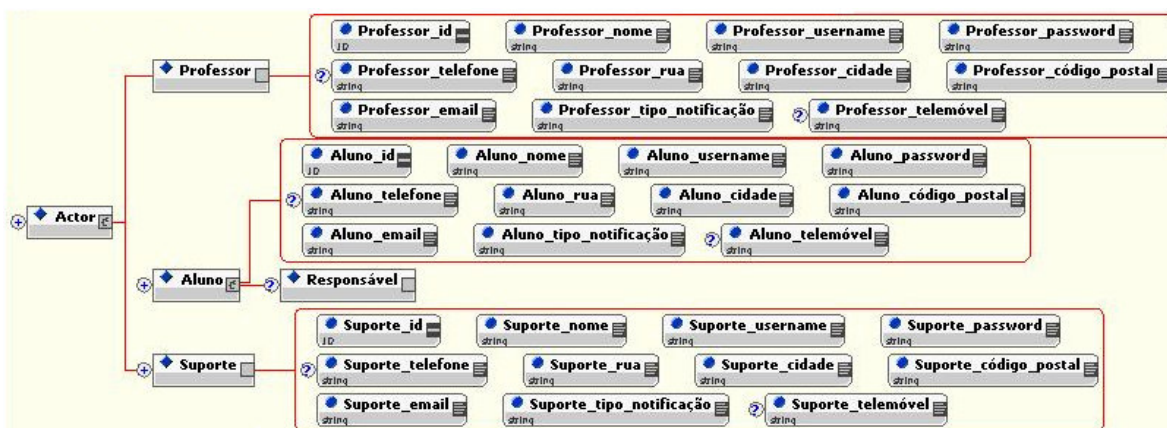 Professor_id Professor_nome Professor_username Professor_password
ID string string string
Professor
? Professor_telefone Professor_rua Professor_cidade Professor_código_postal
string string string string
Professor_email Professor_tipo_notificação ? Professor_telemóvel
string string string
Aluno_id Aluno_nome Aluno_username Aluno_password
ID string string string
? Aluno_telefone Aluno_rua Aluno_cidade Aluno_código_postal
string string string string
+ Actor
Aluno_email Aluno_tipo_notificação ? Aluno_telemóvel
string string string
+ Aluno ? Responsável
Suporte_id Suporte_nome Suporte_username Suporte_password
ID string string string
+ Suporte
? Suporte_telefone Suporte_rua Suporte_cidade Suporte_código_postal
string string string string
Suporte_email Suporte_tipo_notificação ? Suporte_telemóvel
string string string